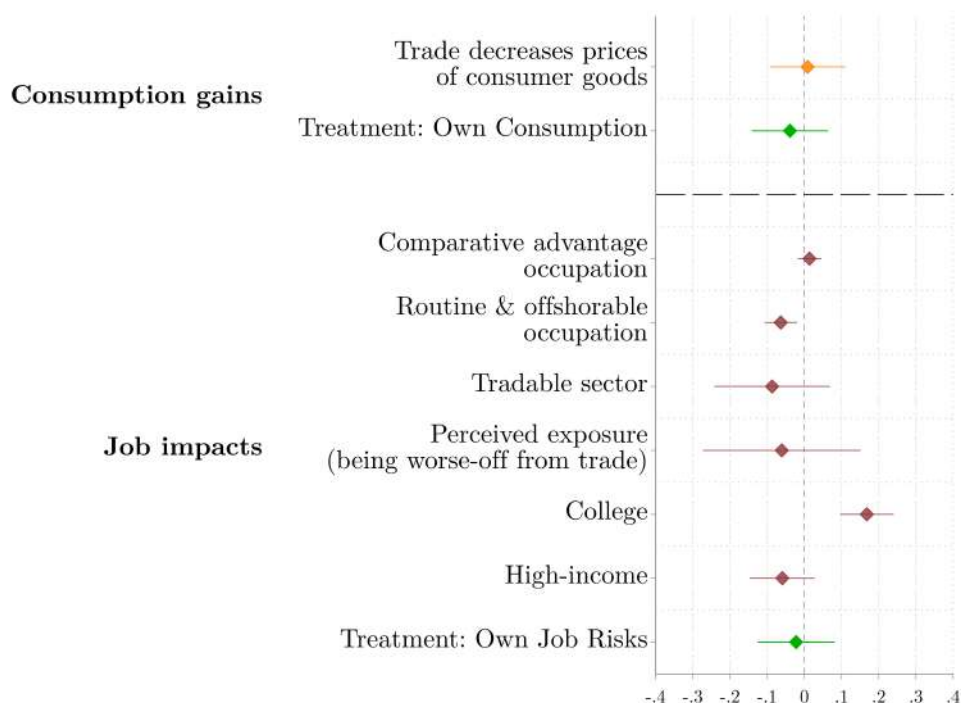 Trade decreases prices
of consumer goods
Consumption gains
Treatment: Own Consumption
Comparative advantage
occupation
Routine & offshorable
occupation
Tradable sector
Perceived exposure
Job impacts
(being worse-off from trade)
College
High-income
Treatment: Own Job Risks
-.4 -.3 -.2 -.1 0 .1 .2 .3 .4